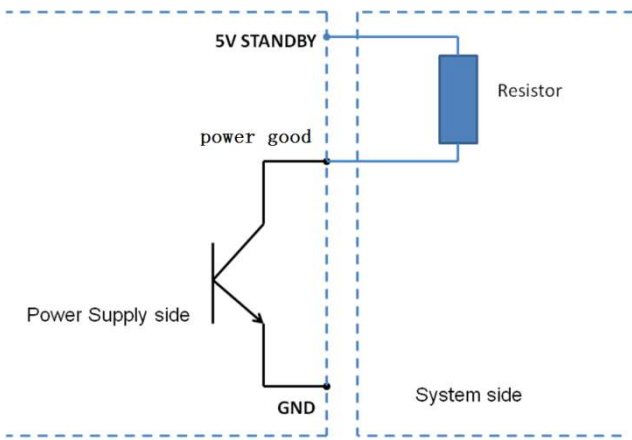 5V STANDBY
Resistor
power good
Power Supply side
System side
GND